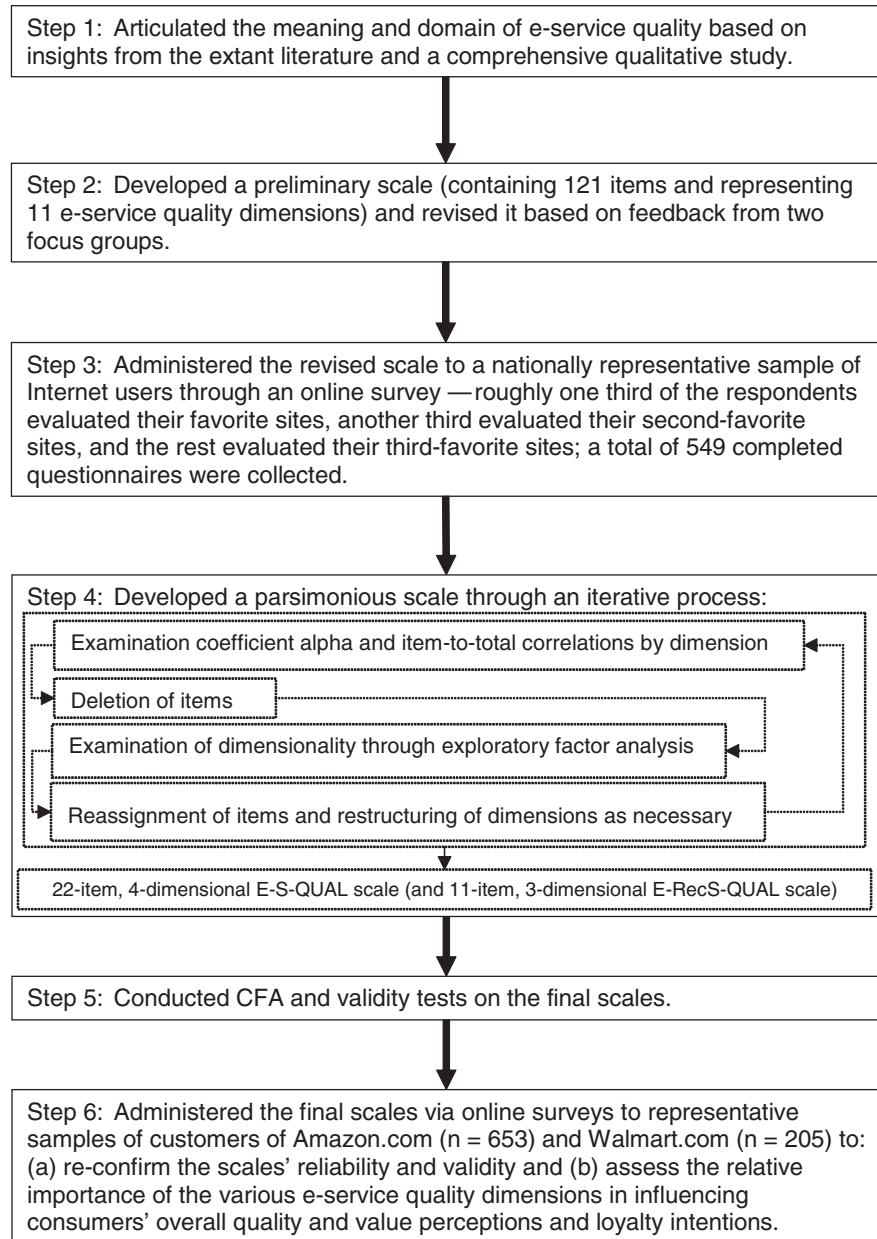 Step 1: Articulated the meaning and domain of e-service quality based on
insights from the extant literature and a comprehensive qualitative study.
Step 2: Developed a preliminary scale (containing 121 items and representing
11 e-service quality dimensions) and revised it based on feedback from two
focus groups.
Step 3: Administered the revised scale to a nationally representative sample of
Internet users through an online survey —roughly one third of the respondents
evaluated their favorite sites, another third evaluated their second-favorite
sites, and the rest evaluated their third-favorite sites; a total of 549 completed
questionnaires were collected.
Step 4: Developed a parsimonious scale through an iterative process:
Examination coefficient alpha and item-to-total correlations by dimension
Deletion of items
Examination of dimensionality through exploratory factor analysis
Reassignment of items and restructuring of dimensions as necessary
22-item, 4-dimensional E-S-QUAL scale (and 11-item, 3-dimensional E-RecS-QUAL scale)
Step 5: Conducted CFA and validity tests on the final scales.
Step 6: Administered the final scales via online surveys to representative
samples of customers of Amazon.com (n = 653) and Walmart.com (n = 205) to:
(a) re-confirm the scales' reliability and validity and (b) assess the relative
importance of the various e-service quality dimensions in influencing
consumers' overall quality and value perceptions and loyalty intentions.